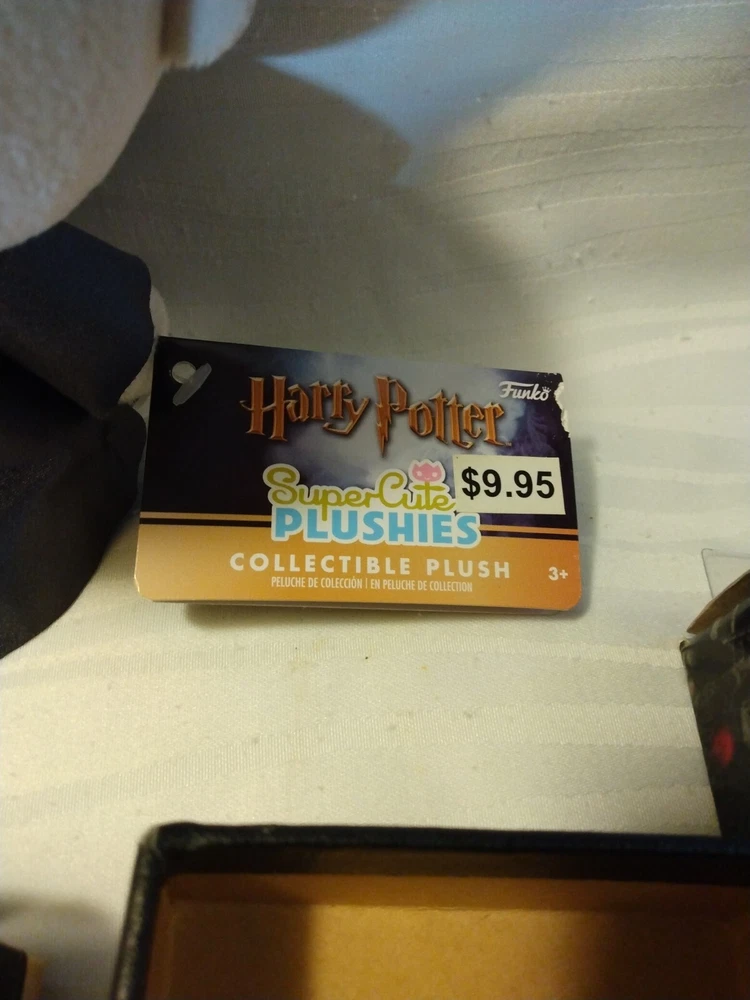 Harry Potter
Funko
SuperCute
PLUSHIES
$9.95
COLLECTIBLE PLUSH
3+
PELUCHE DE COLECCIÓN | EN PELUCHE DE COLLECTION